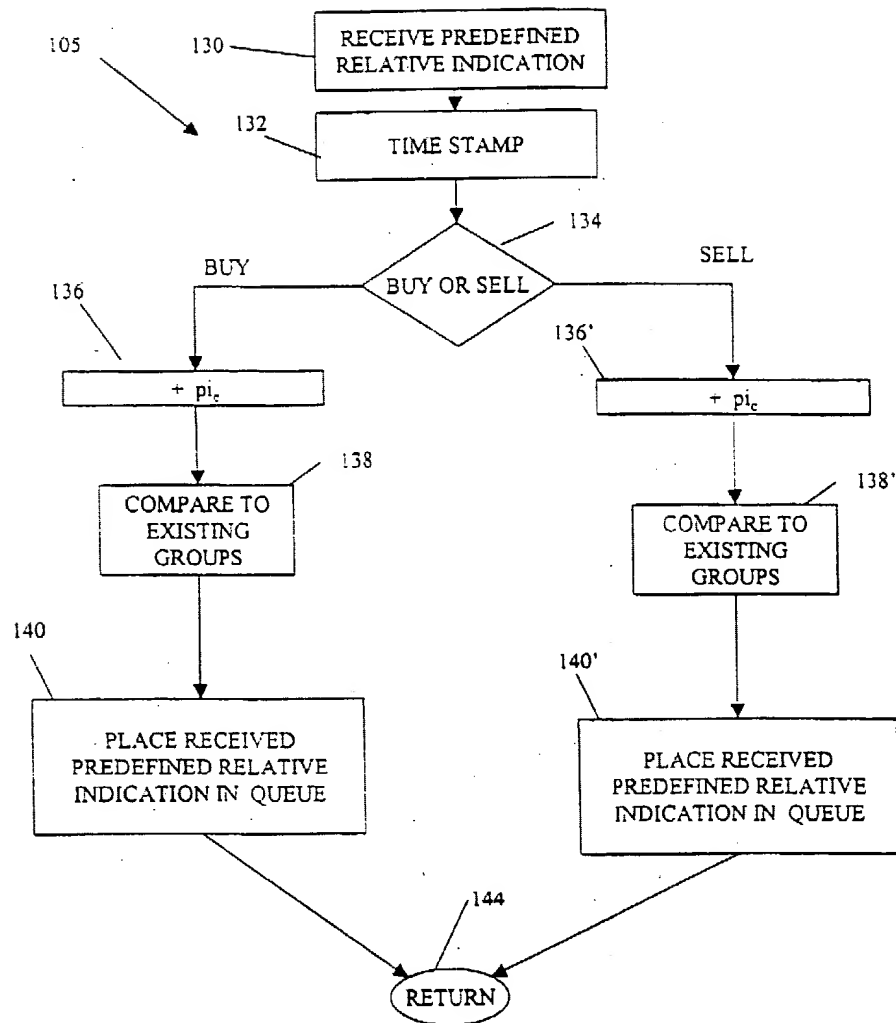 130
RECEIVE PREDEFINED
RELATIVE INDICATION
105
132
TIME STAMP
134
BUY
SELL
BUY OR SELL
136
136'
+ pic
+ pic
138
138'
COMPARE TO
EXISTING
GROUPS
COMPARE TO
EXISTING
GROUPS
140
140'
PLACE RECEIVED
PREDEFINED RELATIVE
INDICATION IN QUEUE
PLACE RECEIVED
PREDEFINED RELATIVE
INDICATION IN QUEUE
144
RETURN